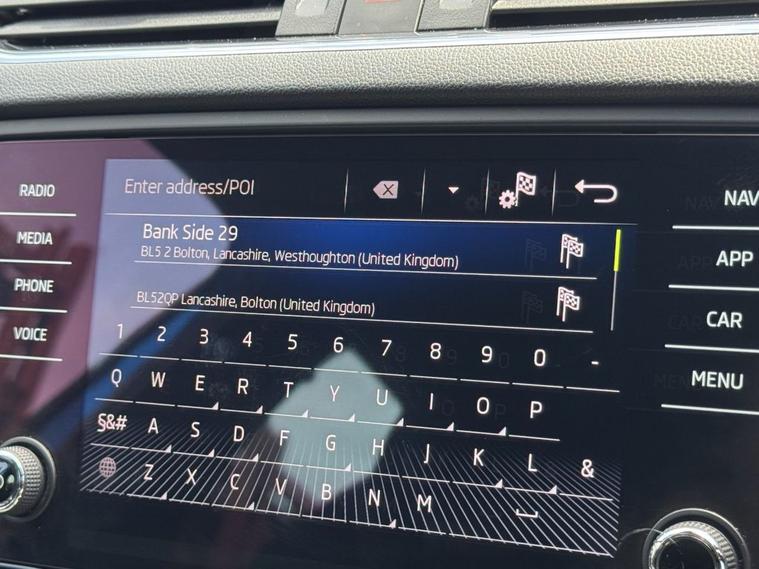 RADIO
MEDIA
PHONE
VOICE
Enter address/POI
Bank Side 29
BL5 2 Bolton, Lancashire, Westhoughton (United Kingdom)
BL52QP Lancashire, Bolton (United Kingdom)
1 2 3 4 5 6 7 8 9 0 -
Q W E R T Y U I O P
§&# A S D F G H J K L &
Z X C V B N M
NAV
APP
CAR
MENU